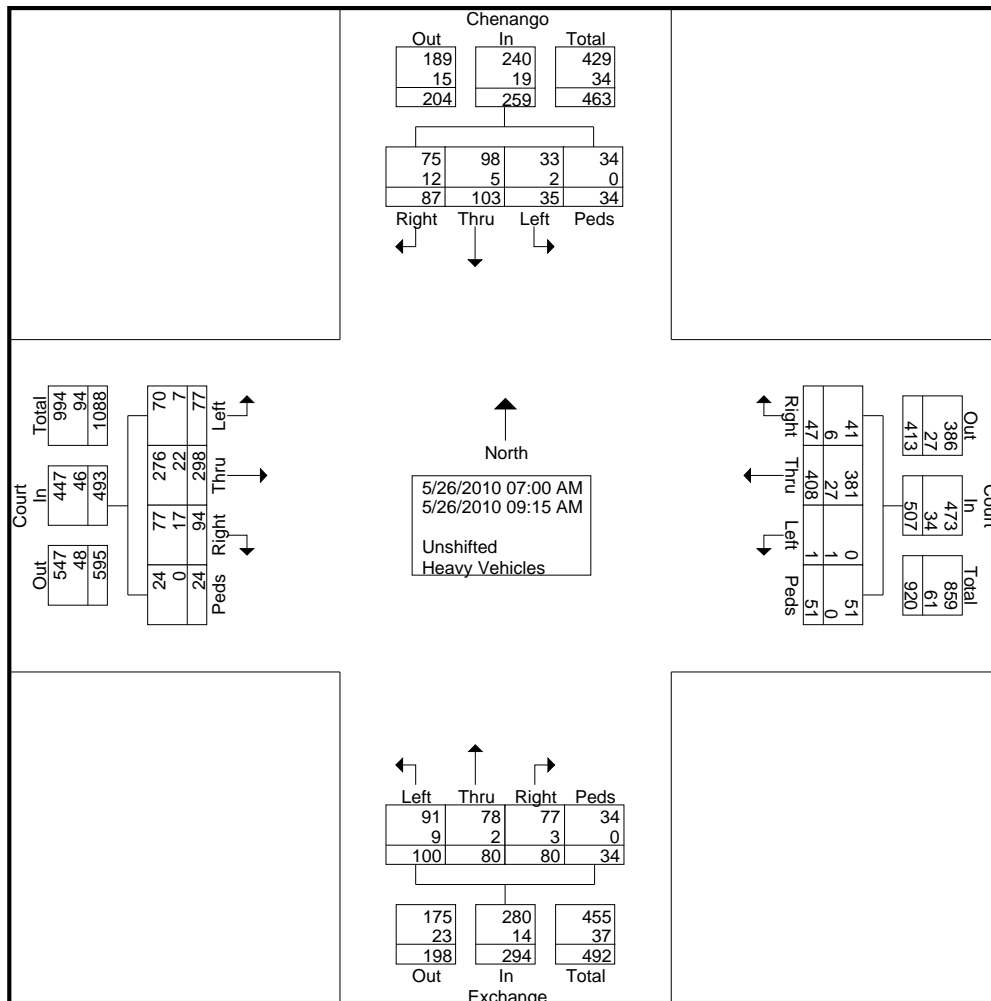 Chenango
Out In Total
189 240 429
15 19 34
204 259 463
75 98 33 34
12 5 2 0
87 103 35 34
Right Thru Left Peds
Court
Total In Out
994 447 547
94 46 48
1088 493 595
70 276 77 24
7 22 17 0
77 298 94 24
Left Thru Right Peds
North
5/26/2010 07:00 AM
5/26/2010 09:15 AM
Unshifted
Heavy Vehicles
Right Thru Left Peds
47 408 1 51
6 27 1 0
41 381 0 51
Out In Total
386 473 859
27 34 61
413 507 920
Court
Left Thru Right Peds
91 78 77 34
9 2 3 0
100 80 80 34
175 280 455
23 14 37
198 294 492
Out In Total
Exchange